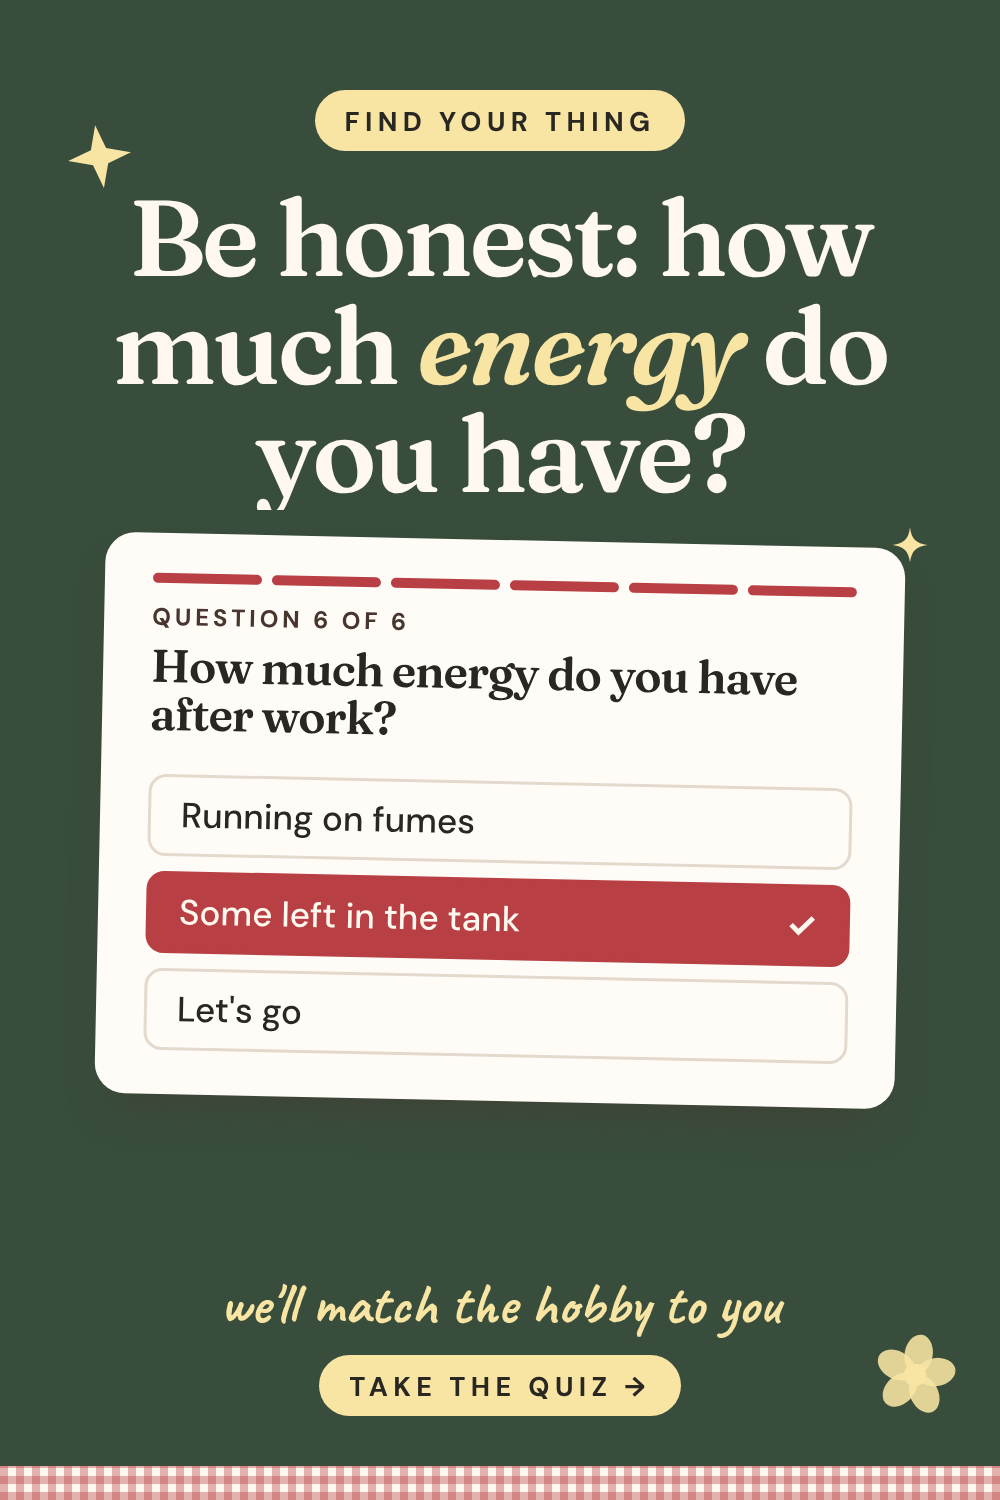 FIND YOUR THING
Be honest: how
much energy do
you have?
QUESTION 6 OF 6
How much energy do you have
after work?
Running on fumes
Some left in the tank
Let's go
we'll match the hobby to you
TAKE THE QUIZ →